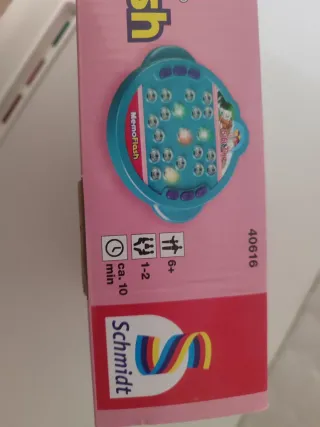 sh
MemoFlash
40616
6+
1-2
ca. 10
min
Schmidt